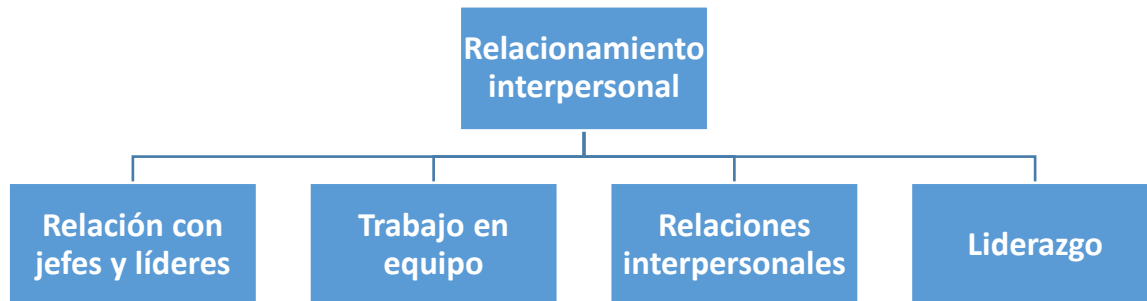 Relacionamiento
interpersonal
Relación con
jefes y líderes
Trabajo en
equipo
Relaciones
interpersonales
Liderazgo